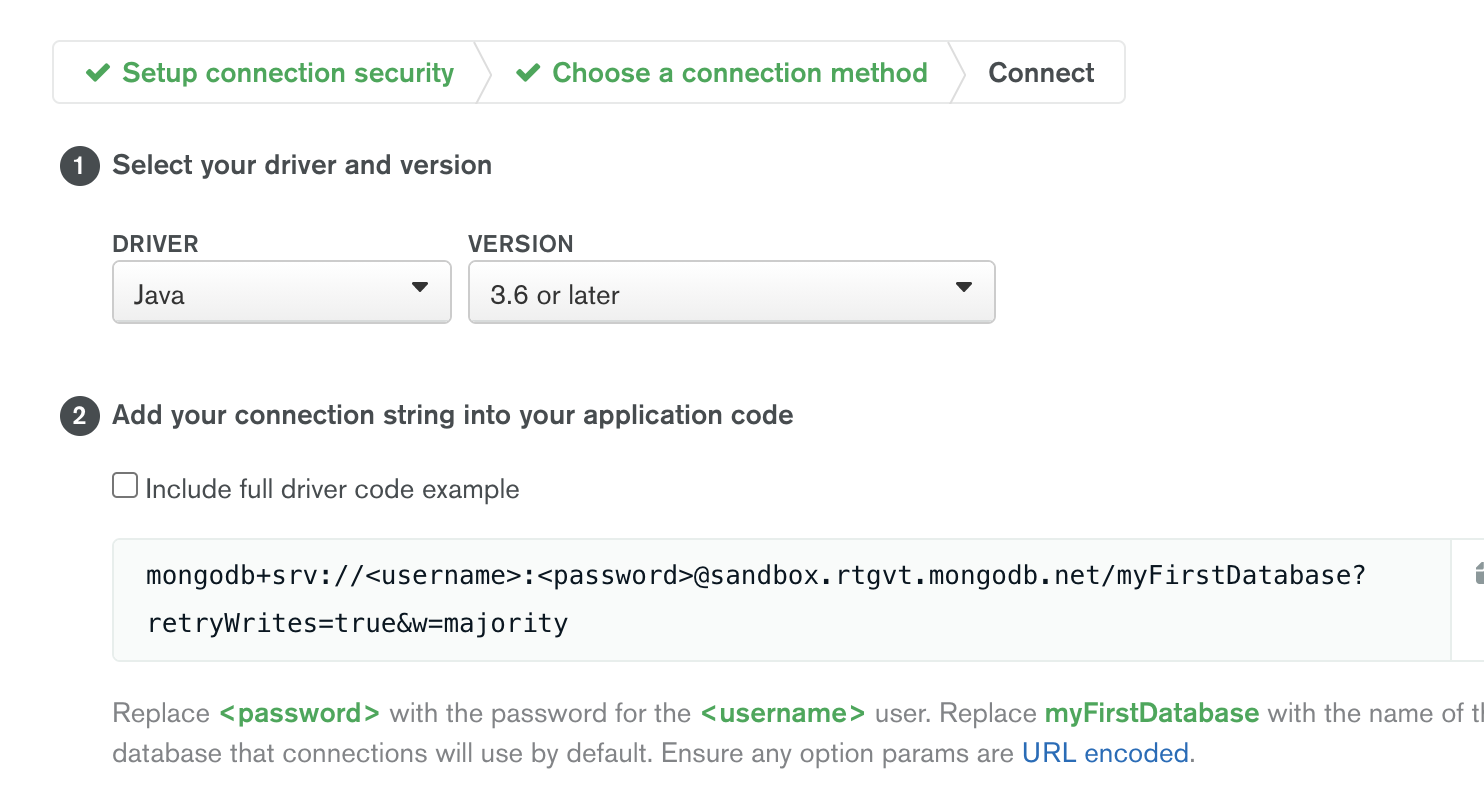 Setup connection security Choose a connection method Connect
1 Select your driver and version
DRIVER VERSION
Java 3.6 or later
2 Add your connection string into your application code
Include full driver code example
mongodb+srv://<username>:<password>@sandbox.rtgvt.mongodb.net/myFirstDatabase?
retryWrites=true&w=majority
Replace <password> with the password for the <username> user. Replace myFirstDatabase with the name of
database that connections will use by default. Ensure any option params are URL encoded.